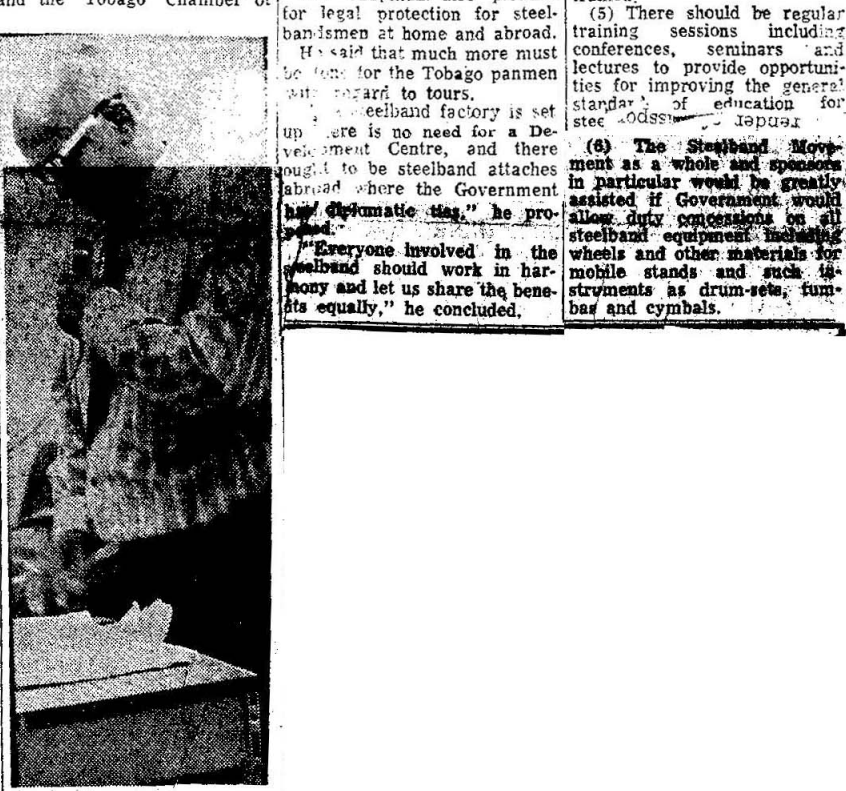 and the Tobago Chamber of
for legal protection for steel-
bandsmen at home and abroad.
He said that much more must
be done for the Tobago panmen
with regard to tours.
steelband factory is set
up there is no need for a De-
velopment Centre, and there
ought to be steelband attaches
abroad where the Government
has diplomatic ties," he pro-
posed.
"Everyone involved in the
steelband should work in har-
mony and let us share the bene-
fits equally," he concluded.
(5) There should be regular
training sessions including
conferences, seminars and
lectures to provide opportuni-
ties for improving the general
standard of education for
(6) The Steelband Move-
ment as a whole and sponsors
in particular would be greatly
assisted if Government would
allow duty concessions on all
steelband equipment including
wheels and other materials for
mobile stands and such in-
struments as drum-sets, tum-
bas and cymbals.